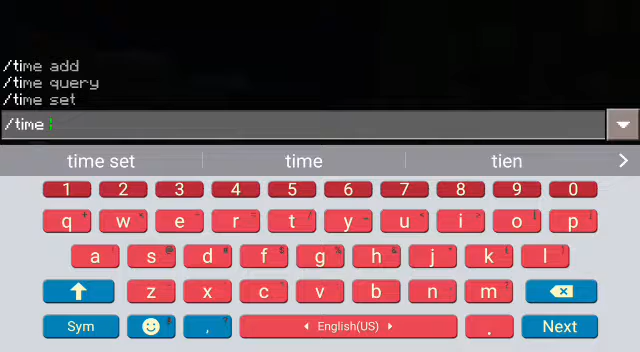 /time add
/time query
/time set
/time
time set time tien
1 2 3 4 5 6 7 8 9 0
q w e r t y u i o p
a s d f g h j k l
z x c v b n m
Sym , English(US) . Next